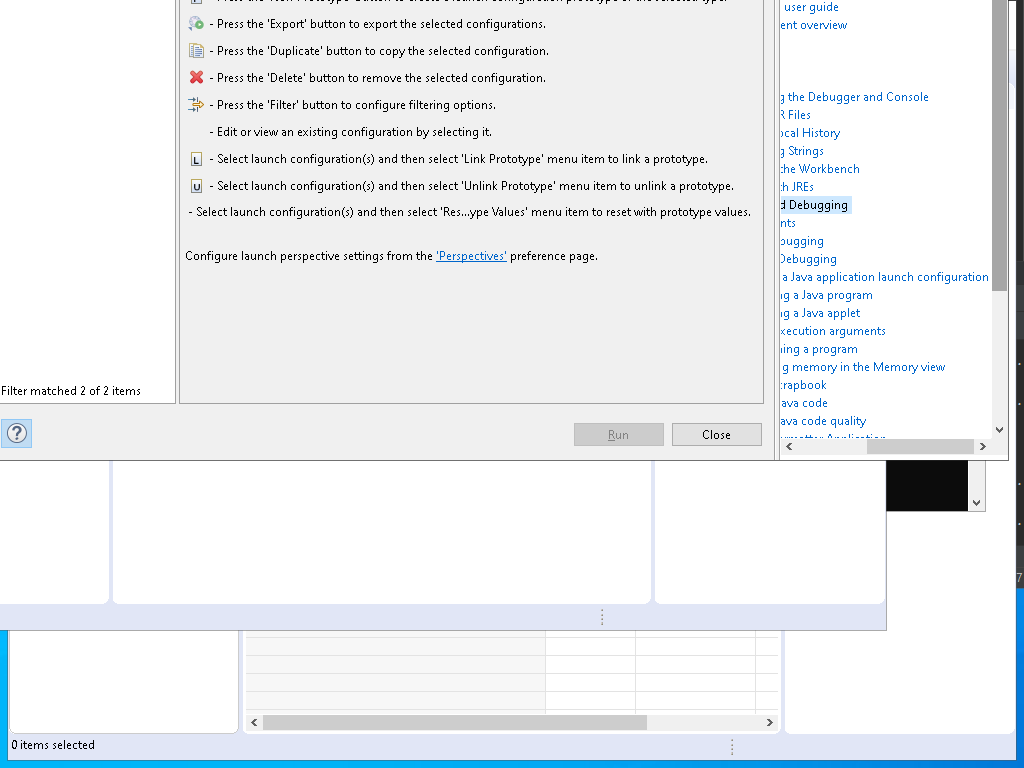 - Press the 'Export' button to export the selected configurations.
- Press the 'Duplicate' button to copy the selected configuration.
- Press the 'Delete' button to remove the selected configuration.
- Press the 'Filter' button to configure filtering options.
- Edit or view an existing configuration by selecting it.
L - Select launch configuration(s) and then select 'Link Prototype' menu item to link a prototype.
U - Select launch configuration(s) and then select 'Unlink Prototype' menu item to unlink a prototype.
- Select launch configuration(s) and then select 'Res...ype Values' menu item to reset with prototype values.
Configure launch perspective settings from the 'Perspectives' preference page.
Filter matched 2 of 2 items
Run
Close
user guide
ent overview
g the Debugger and Console
R Files
ocal History
g Strings
the Workbench
th JREs
d Debugging
nts
bugging
Debugging
a Java application launch configuration
ng a Java program
ng a Java applet
xecution arguments
ning a program
g memory in the Memory view
crapbook
ava code
ava code quality
7
0 items selected